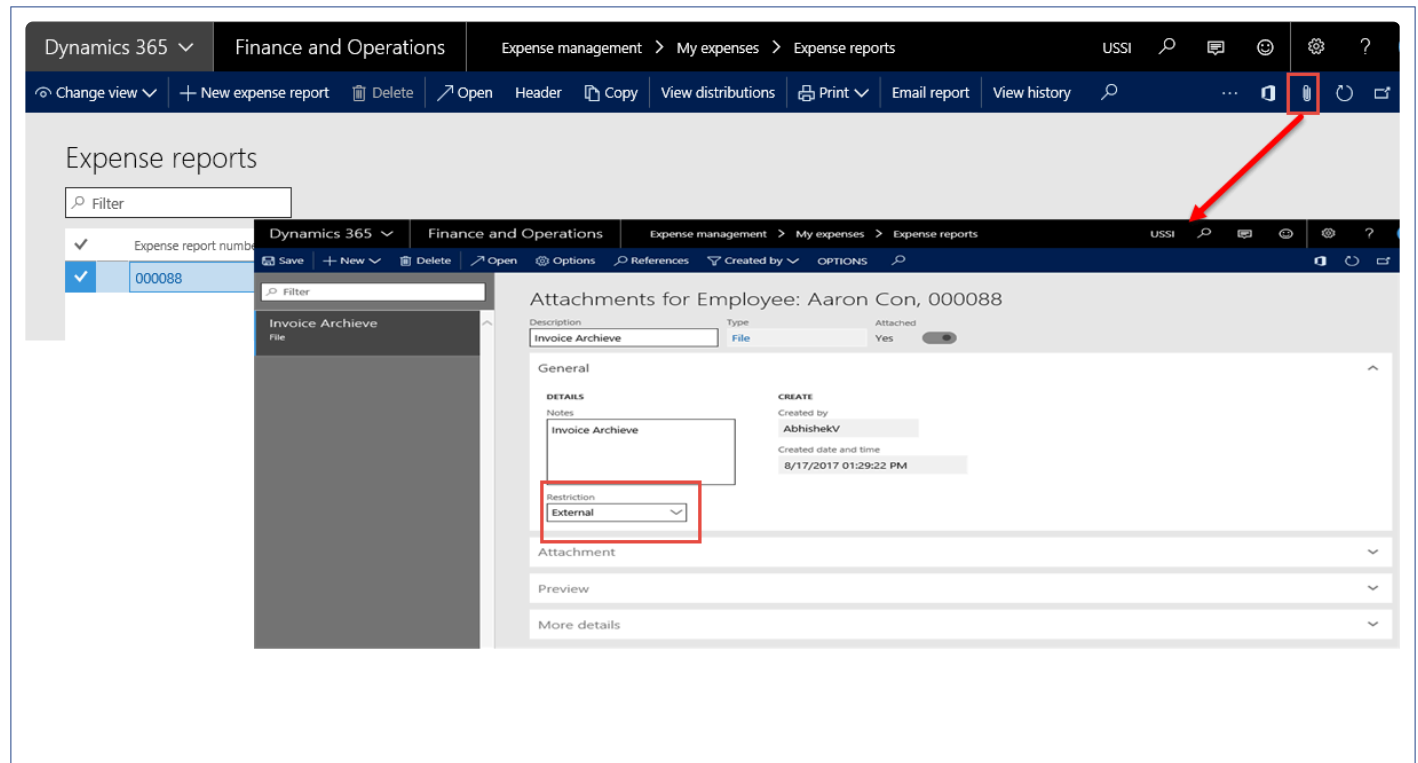 Dynamics 365 Finance and Operations Expense management > My expenses > Expense reports USSI ?
Change view + New expense report Delete Open Header Copy View distributions Print Email report View history ...
Expense reports
Filter
Expense report numbe
000088
Dynamics 365 Finance and Operations Expense management > My expenses > Expense reports USSI ?
Save + New Delete Open Options References Created by OPTIONS
Filter
Invoice Archieve
File
Attachments for Employee: Aaron Con, 000088
Description Type Attached
Invoice Archieve File Yes
General
DETAILS CREATE
Notes Created by
Invoice Archieve AbhishekV
Created date and time
8/17/2017 01:29:22 PM
Restriction
External
Attachment
Preview
More details